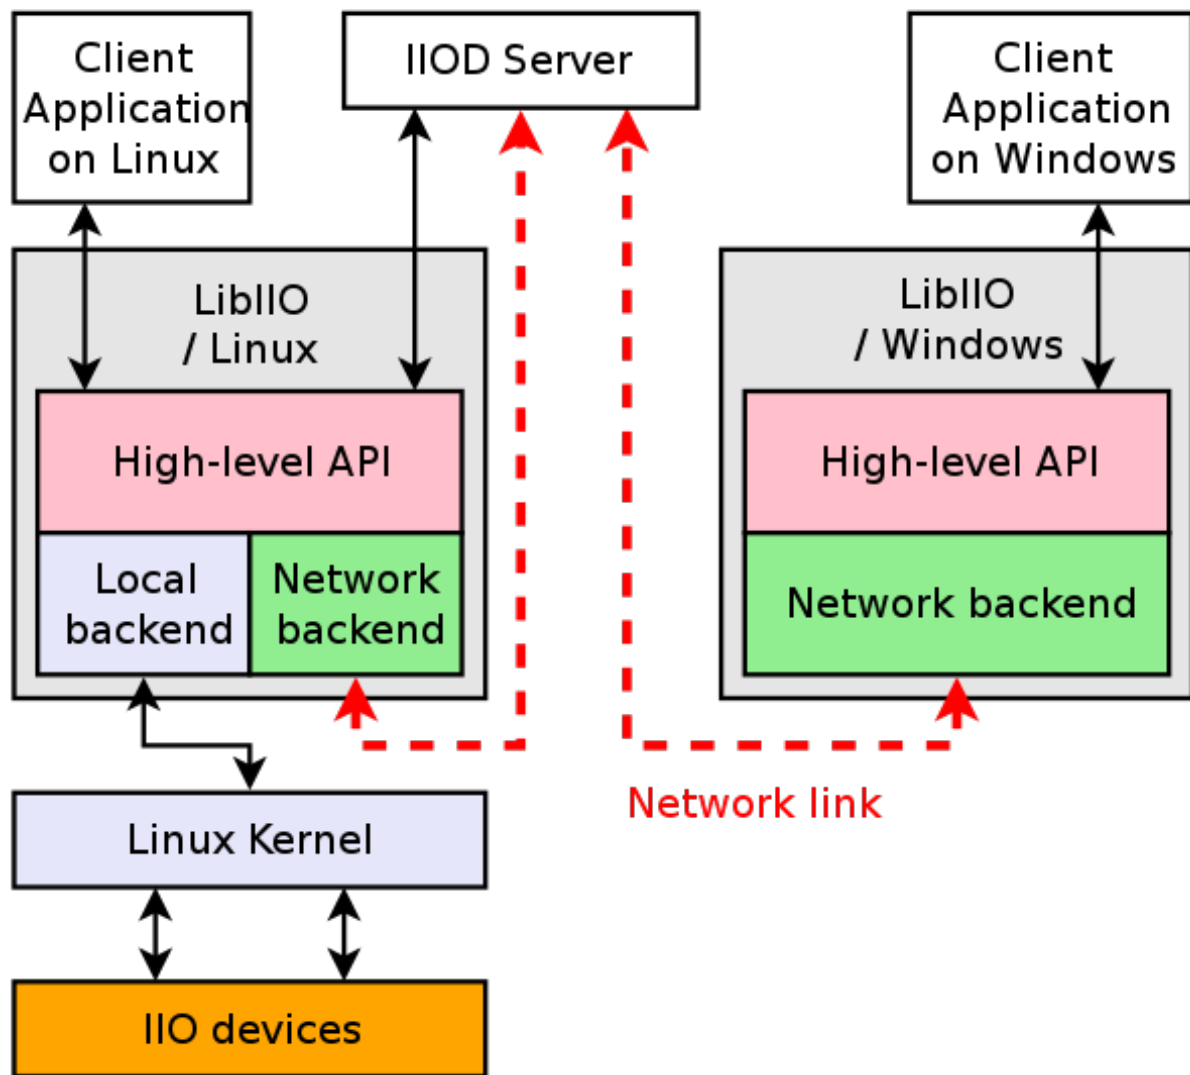 Client
Application
on Linux
IIOD Server
Client
Application
on Windows
LibIIO
/ Linux
LibIIO
/ Windows
High-level API
High-level API
Local
backend
Network
backend
Network backend
Network link
Linux Kernel
IIO devices